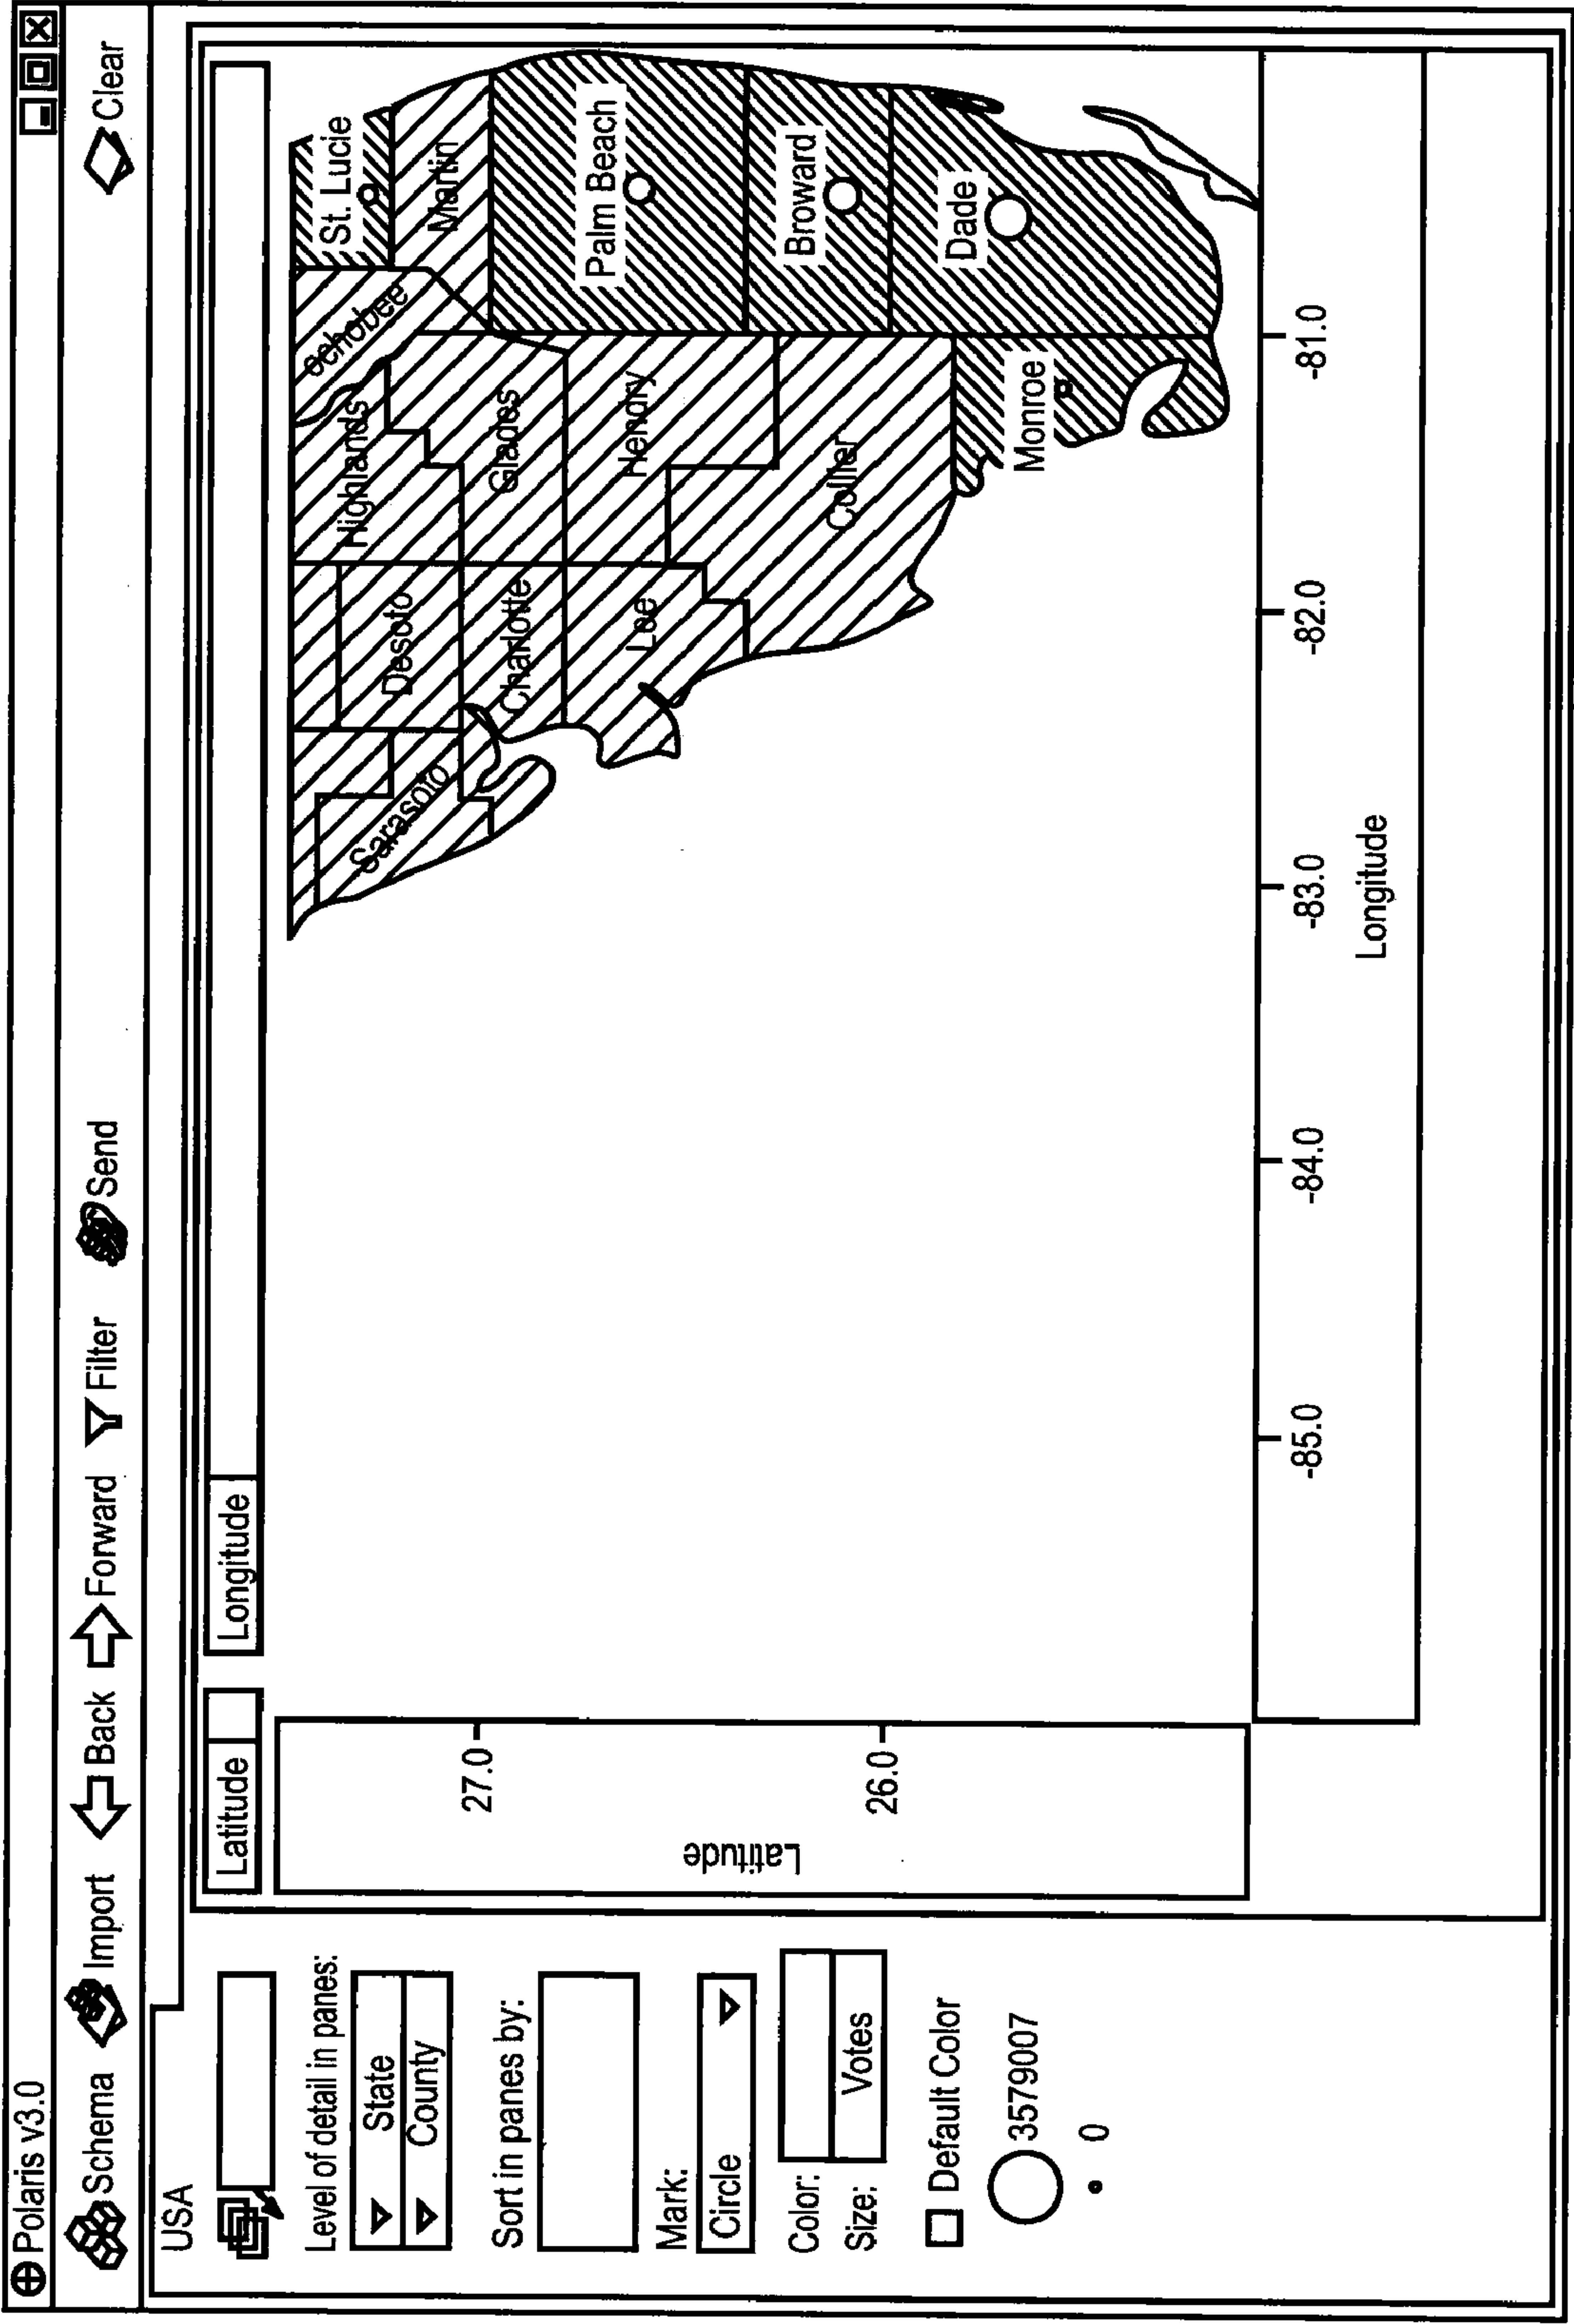 Polaris v3.0
Schema Import Back Forward Filter Send Clear
USA
Level of detail in panes:
State
County
Sort in panes by:
Mark:
Circle
Color:
Size: Votes
Default Color
3579007
0
Latitude Longitude
Latitude
27.0
26.0
St. Lucie
echobee
Martin
Highlands
Desoto
Sarasoto
Palm Beach
Glades
Charlotte
Hendry
Lee
Broward
Collier
Dade
Monroe
-85.0 -84.0 -83.0 -82.0 -81.0
Longitude